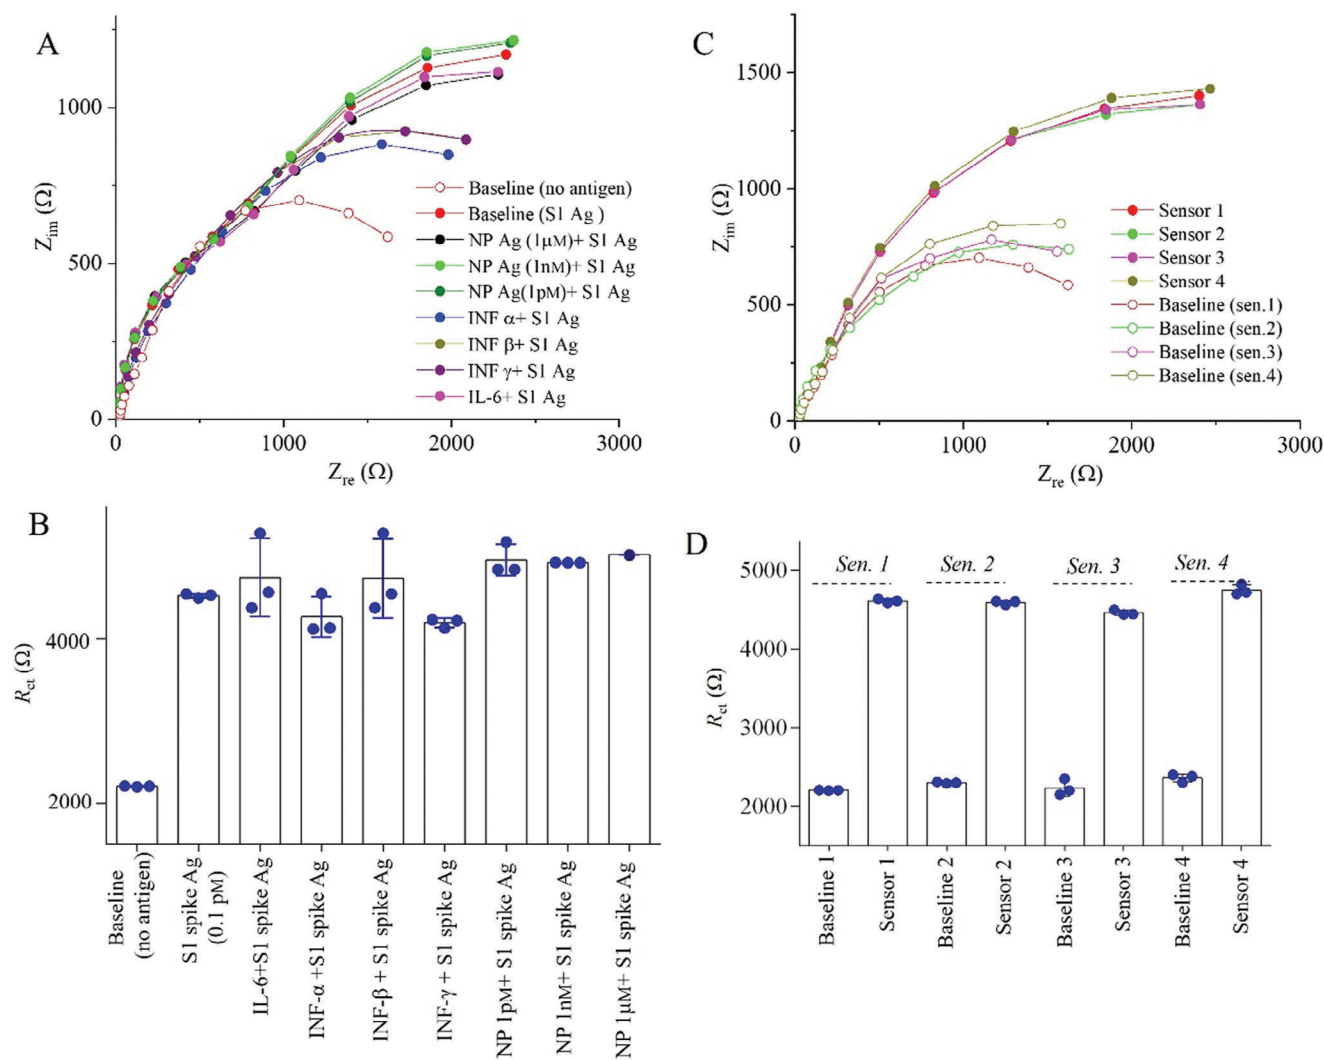 A
1000
500
0
Z_im (Ω)
0
1000
2000
3000
Z_re (Ω)
Baseline (no antigen)
Baseline (S1 Ag )
NP Ag (1μM)+ S1 Ag
NP Ag (1nM)+ S1 Ag
NP Ag(1pM)+ S1 Ag
INF α+ S1 Ag
INF β+ S1 Ag
INF γ+ S1 Ag
IL-6+ S1 Ag
C
1500
1000
500
0
Z_im (Ω)
0
1000
2000
3000
Z_re (Ω)
Sensor 1
Sensor 2
Sensor 3
Sensor 4
Baseline (sen.1)
Baseline (sen.2)
Baseline (sen.3)
Baseline (sen.4)
B
4000
2000
R_ct (Ω)
Baseline
(no antigen)
S1 spike Ag
(0.1 pM)
IL-6+S1 spike Ag
INF-α +S1 spike Ag
INF-β + S1 spike Ag
INF-γ + S1 spike Ag
NP 1pM+ S1 spike Ag
NP 1nM+ S1 spike Ag
NP 1μM+ S1 spike Ag
D
5000
4000
3000
2000
R_ct (Ω)
Sen. 1
Sen. 2
Sen. 3
Sen. 4
Baseline 1
Sensor 1
Baseline 2
Sensor 2
Baseline 3
Sensor 3
Baseline 4
Sensor 4